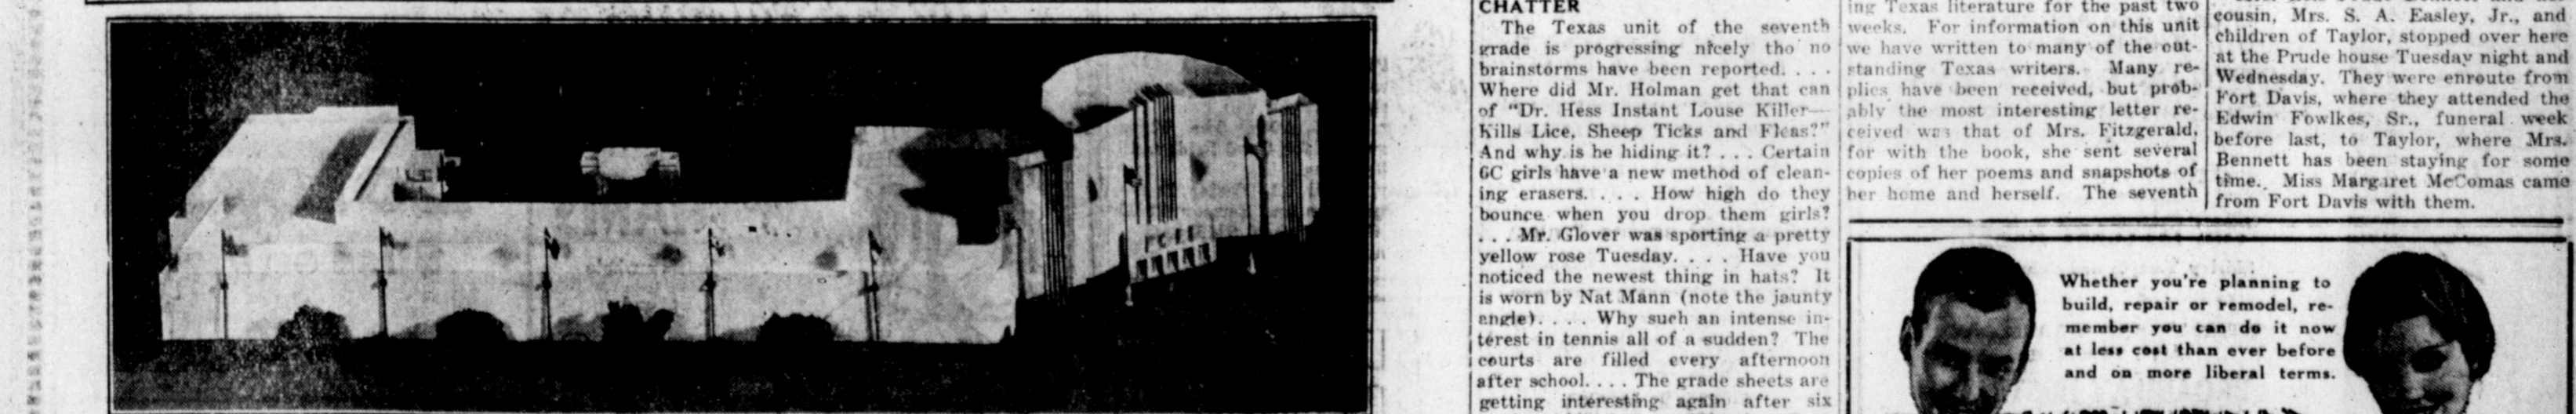 CHATTER
The Texas unit of the seventh
grade is progressing nicely tho no
brainstorms have been reported. . . .
Where did Mr. Holman get that can
of "Dr. Hess Instant Louse Killer—
Kills Lice, Sheep Ticks and Fleas?"
And why is he hiding it? . . . Certain
GC girls have a new method of clean-
ing erasers. . . . How high do they
bounce when you drop them girls?
. . . Mr. Glover was sporting a pretty
yellow rose Tuesday. . . . Have you
noticed the newest thing in hats? It
is worn by Nat Mann (note the jaunty
angle). . . . Why such an intense in-
terest in tennis all of a sudden? The
courts are filled every afternoon
after school. . . . The grade sheets are
getting interesting again after six
ing Texas literature for the past two
weeks. For information on this unit
we have written to many of the out-
standing Texas writers. Many re-
plies have been received, but prob-
ably the most interesting letter re-
ceived was that of Mrs. Fitzgerald,
for with the book, she sent several
copies of her poems and snapshots of
her home and herself. The seventh
cousin, Mrs. S. A. Easley, Jr., and
children of Taylor, stopped over here
at the Prude house Tuesday night and
Wednesday. They were enroute from
Fort Davis, where they attended the
Edwin Fowlkes, Sr., funeral week
before last, to Taylor, where Mrs.
Bennett has been staying for some
time. Miss Margaret McComas came
from Fort Davis with them.
Whether you're planning to
build, repair or remodel, re-
member you can do it now
at less cost than ever before
and on more liberal terms.